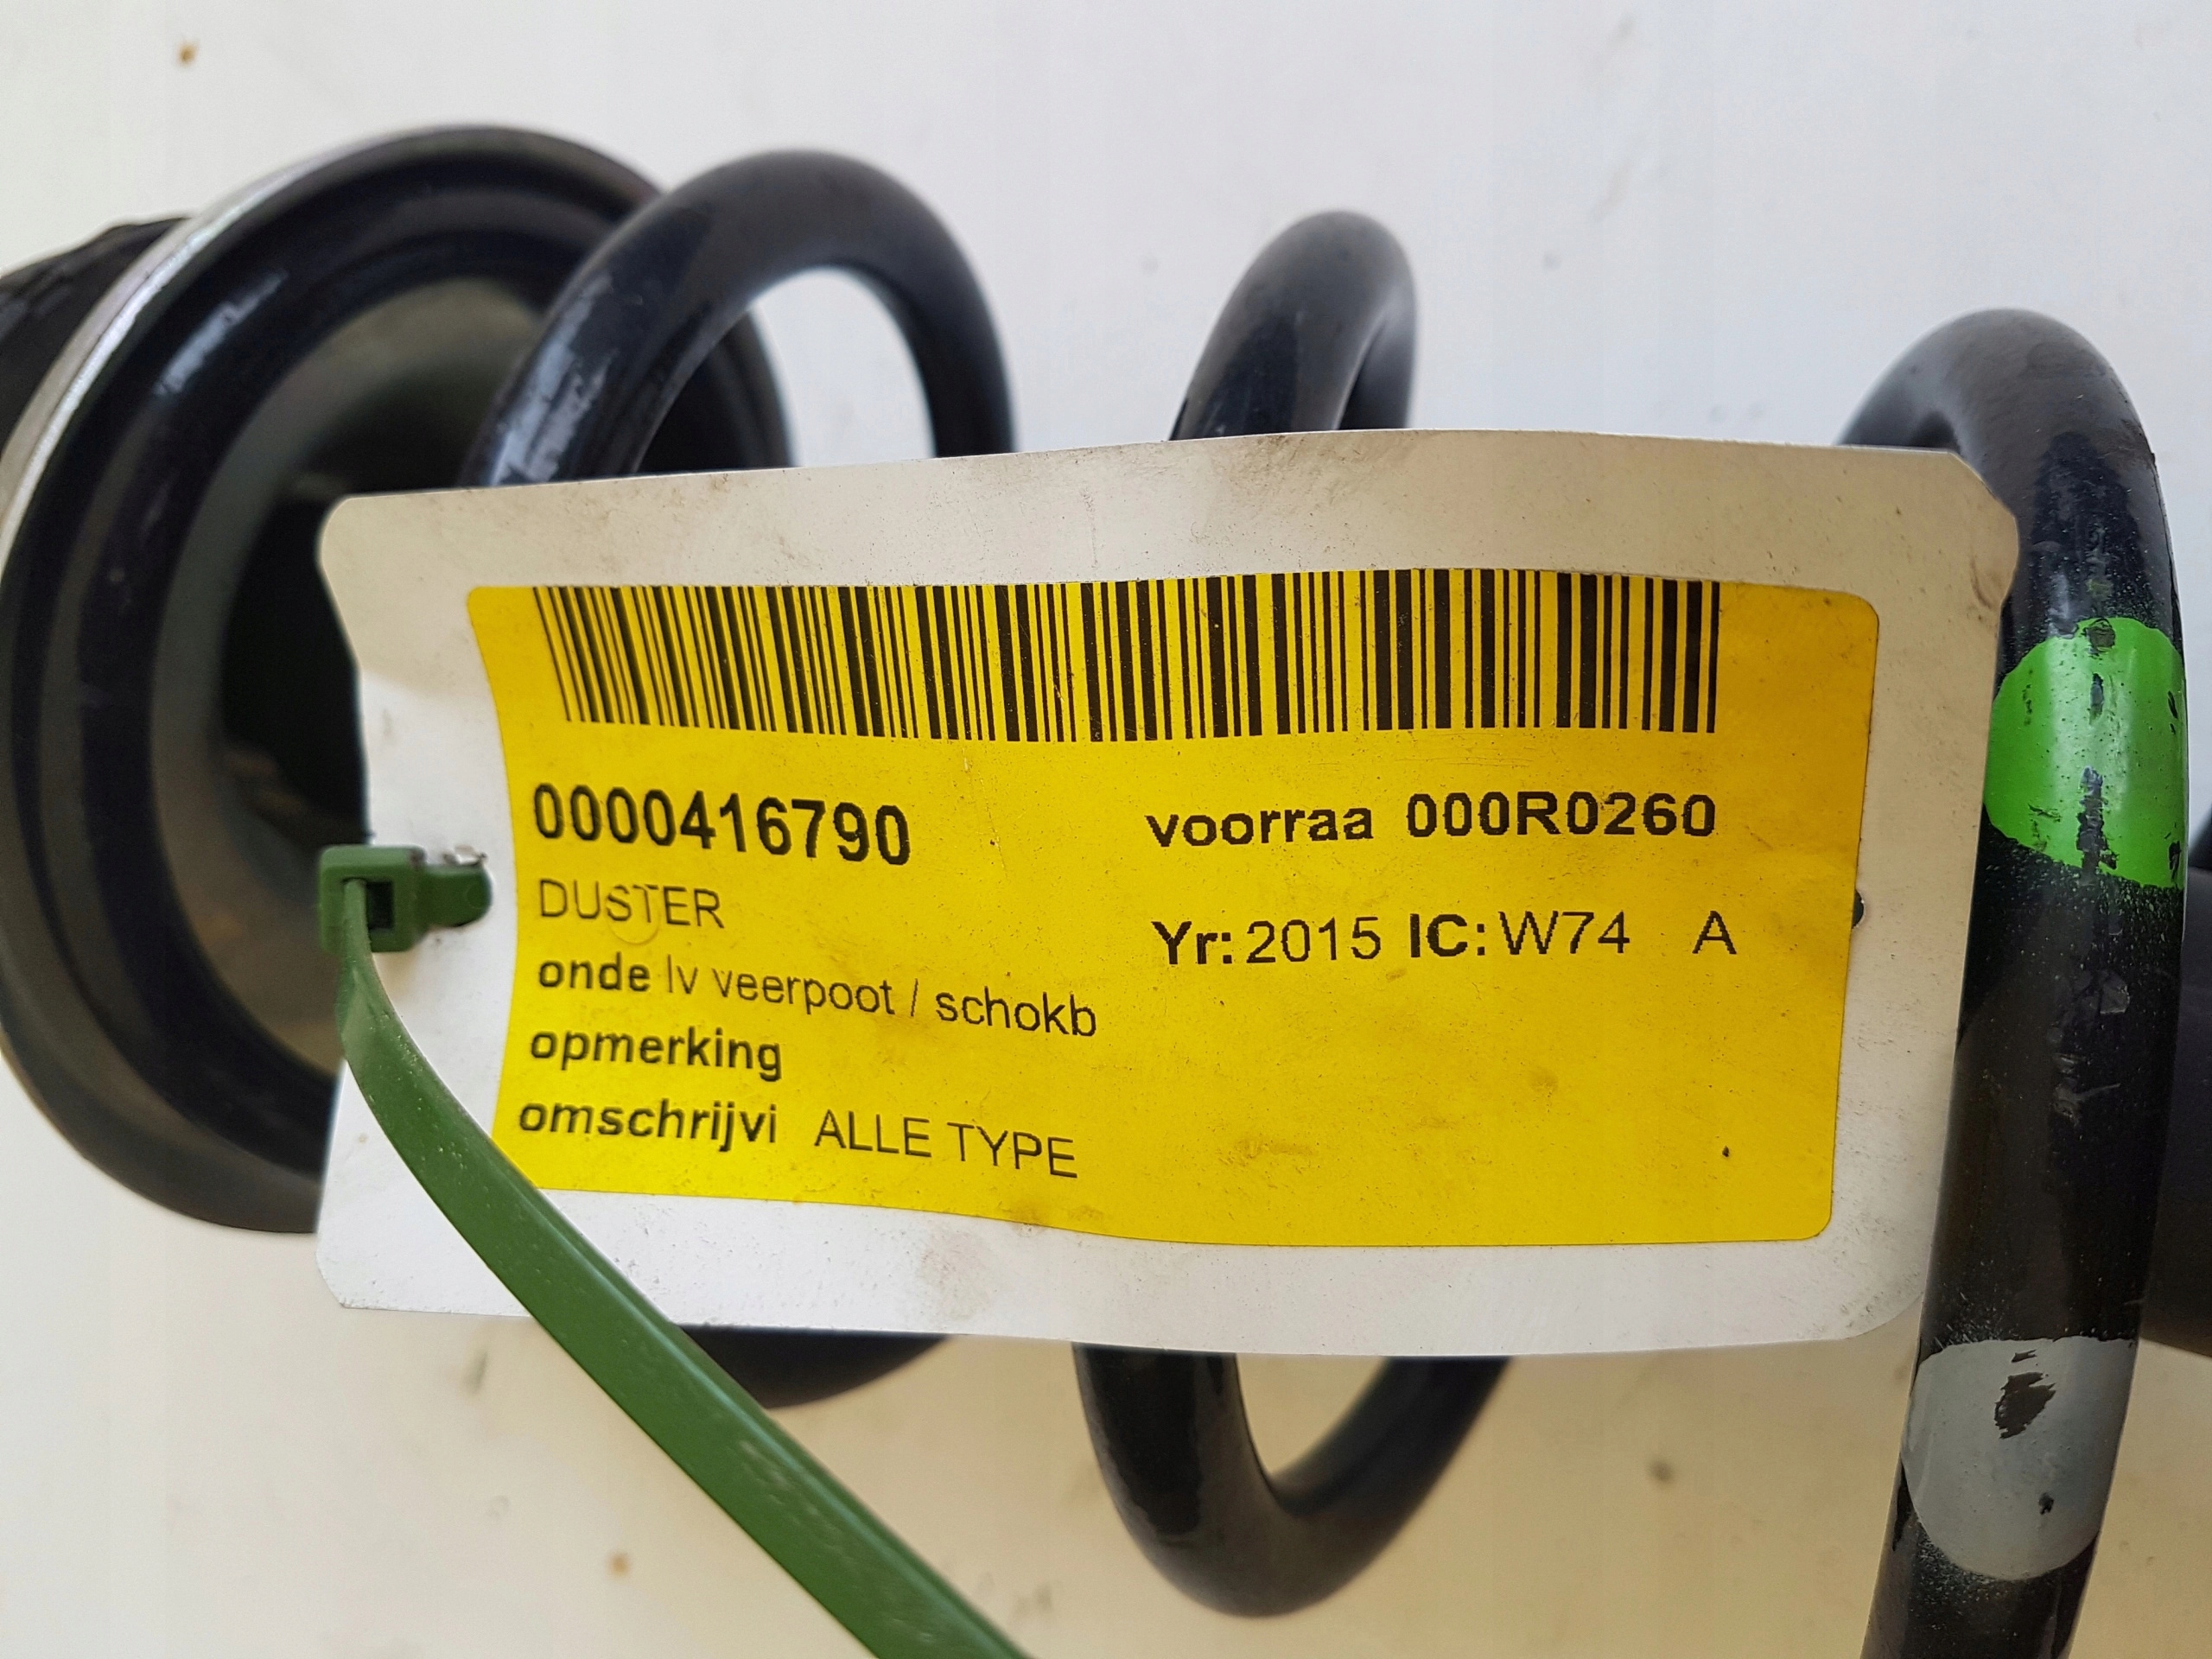 0000416790
voorraa 000R0260
DUSTER
Yr: 2015 IC: W74 A
onde lv veerpoot / schokb
opmerking
omschrijvi ALLE TYPE